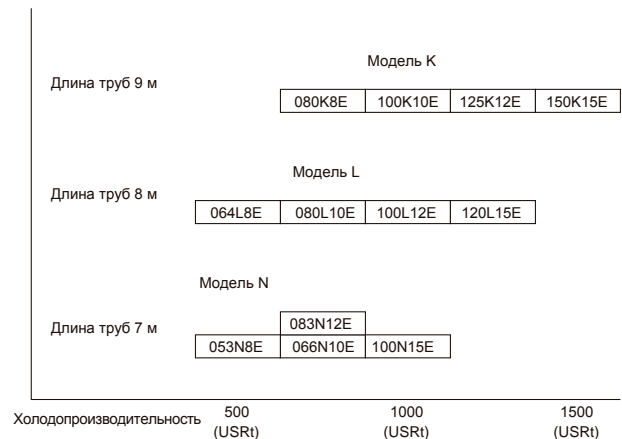 Модель K
Длина труб 9 м
080K8E 100K10E 125K12E 150K15E
Модель L
Длина труб 8 м
064L8E 080L10E 100L12E 120L15E
Модель N
083N12E
Длина труб 7 м
053N8E 066N10E 100N15E
Холодопроизводительность 500 1000 1500
(USRt) (USRt) (USRt)